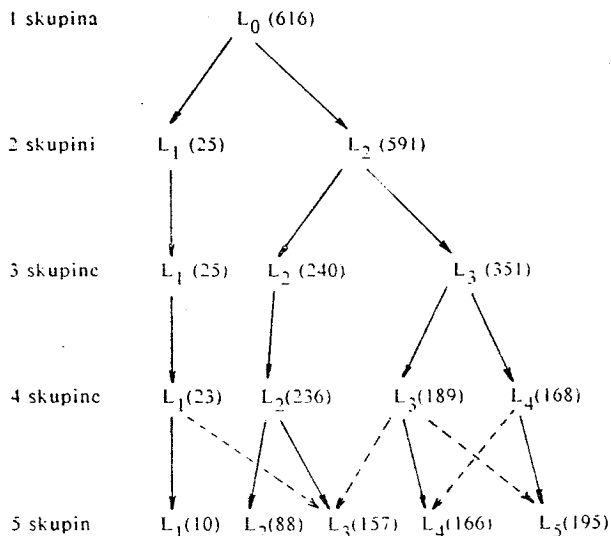 1 skupina L₀ (616)
2 skupini L₁ (25) L₂ (591)
3 skupine L₁ (25) L₂ (240) L₃ (351)
4 skupine L₁(23) L₂(236) L₃(189) L₄(168)
5 skupin L₁(10) L₂(88) L₃(157) L₄(166) L₅(195)